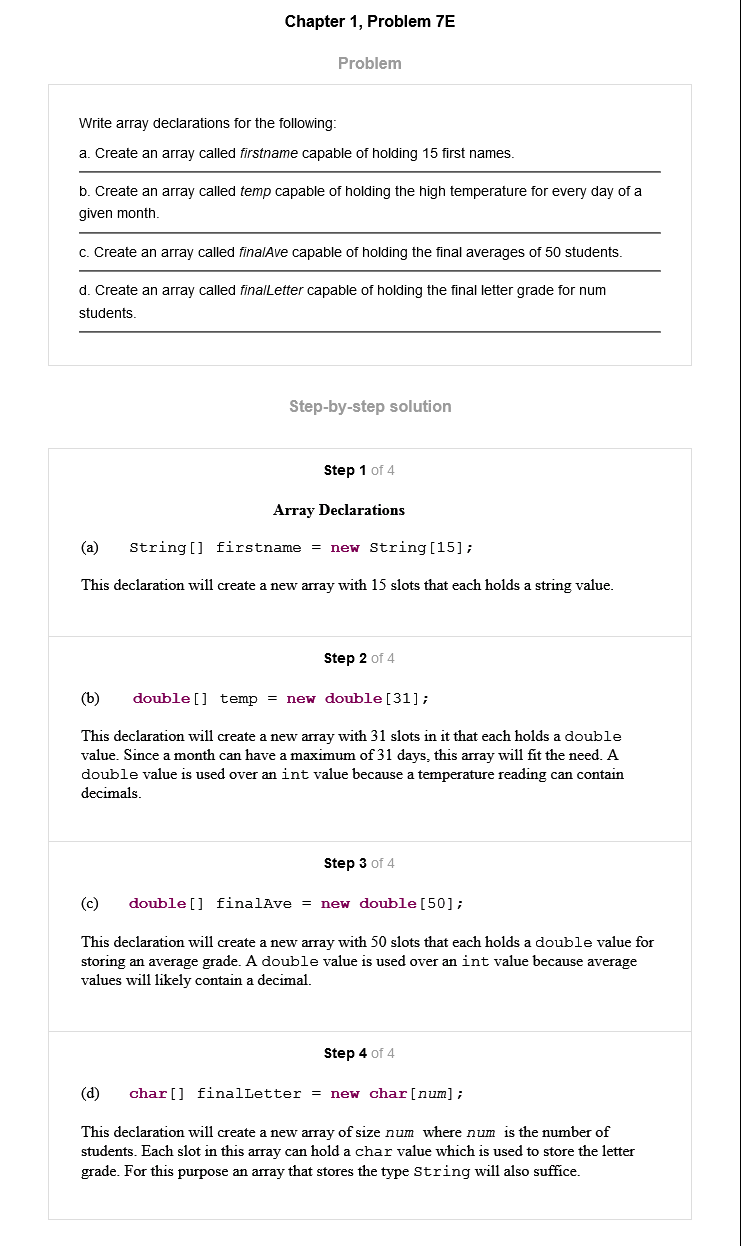 Chapter 1, Problem 7E
Problem
Write array declarations for the following:
a. Create an array called firstname capable of holding 15 first names.
b. Create an array called temp capable of holding the high temperature for every day of a
given month.
c. Create an array called finalAve capable of holding the final averages of 50 students.
d. Create an array called finalLetter capable of holding the final letter grade for num
students.
Step-by-step solution
Step 1 of 4
Array Declarations
(a) String[] firstname = new String[15];
This declaration will create a new array with 15 slots that each holds a string value.
Step 2 of 4
(b) double[] temp = new double[31];
This declaration will create a new array with 31 slots in it that each holds a double
value. Since a month can have a maximum of 31 days, this array will fit the need. A
double value is used over an int value because a temperature reading can contain
decimals.
Step 3 of 4
(c) double[] finalAve = new double[50];
This declaration will create a new array with 50 slots that each holds a double value for
storing an average grade. A double value is used over an int value because average
values will likely contain a decimal.
Step 4 of 4
(d) char[] finalLetter = new char[num];
This declaration will create a new array of size num where num is the number of
students. Each slot in this array can hold a char value which is used to store the letter
grade. For this purpose an array that stores the type String will also suffice.